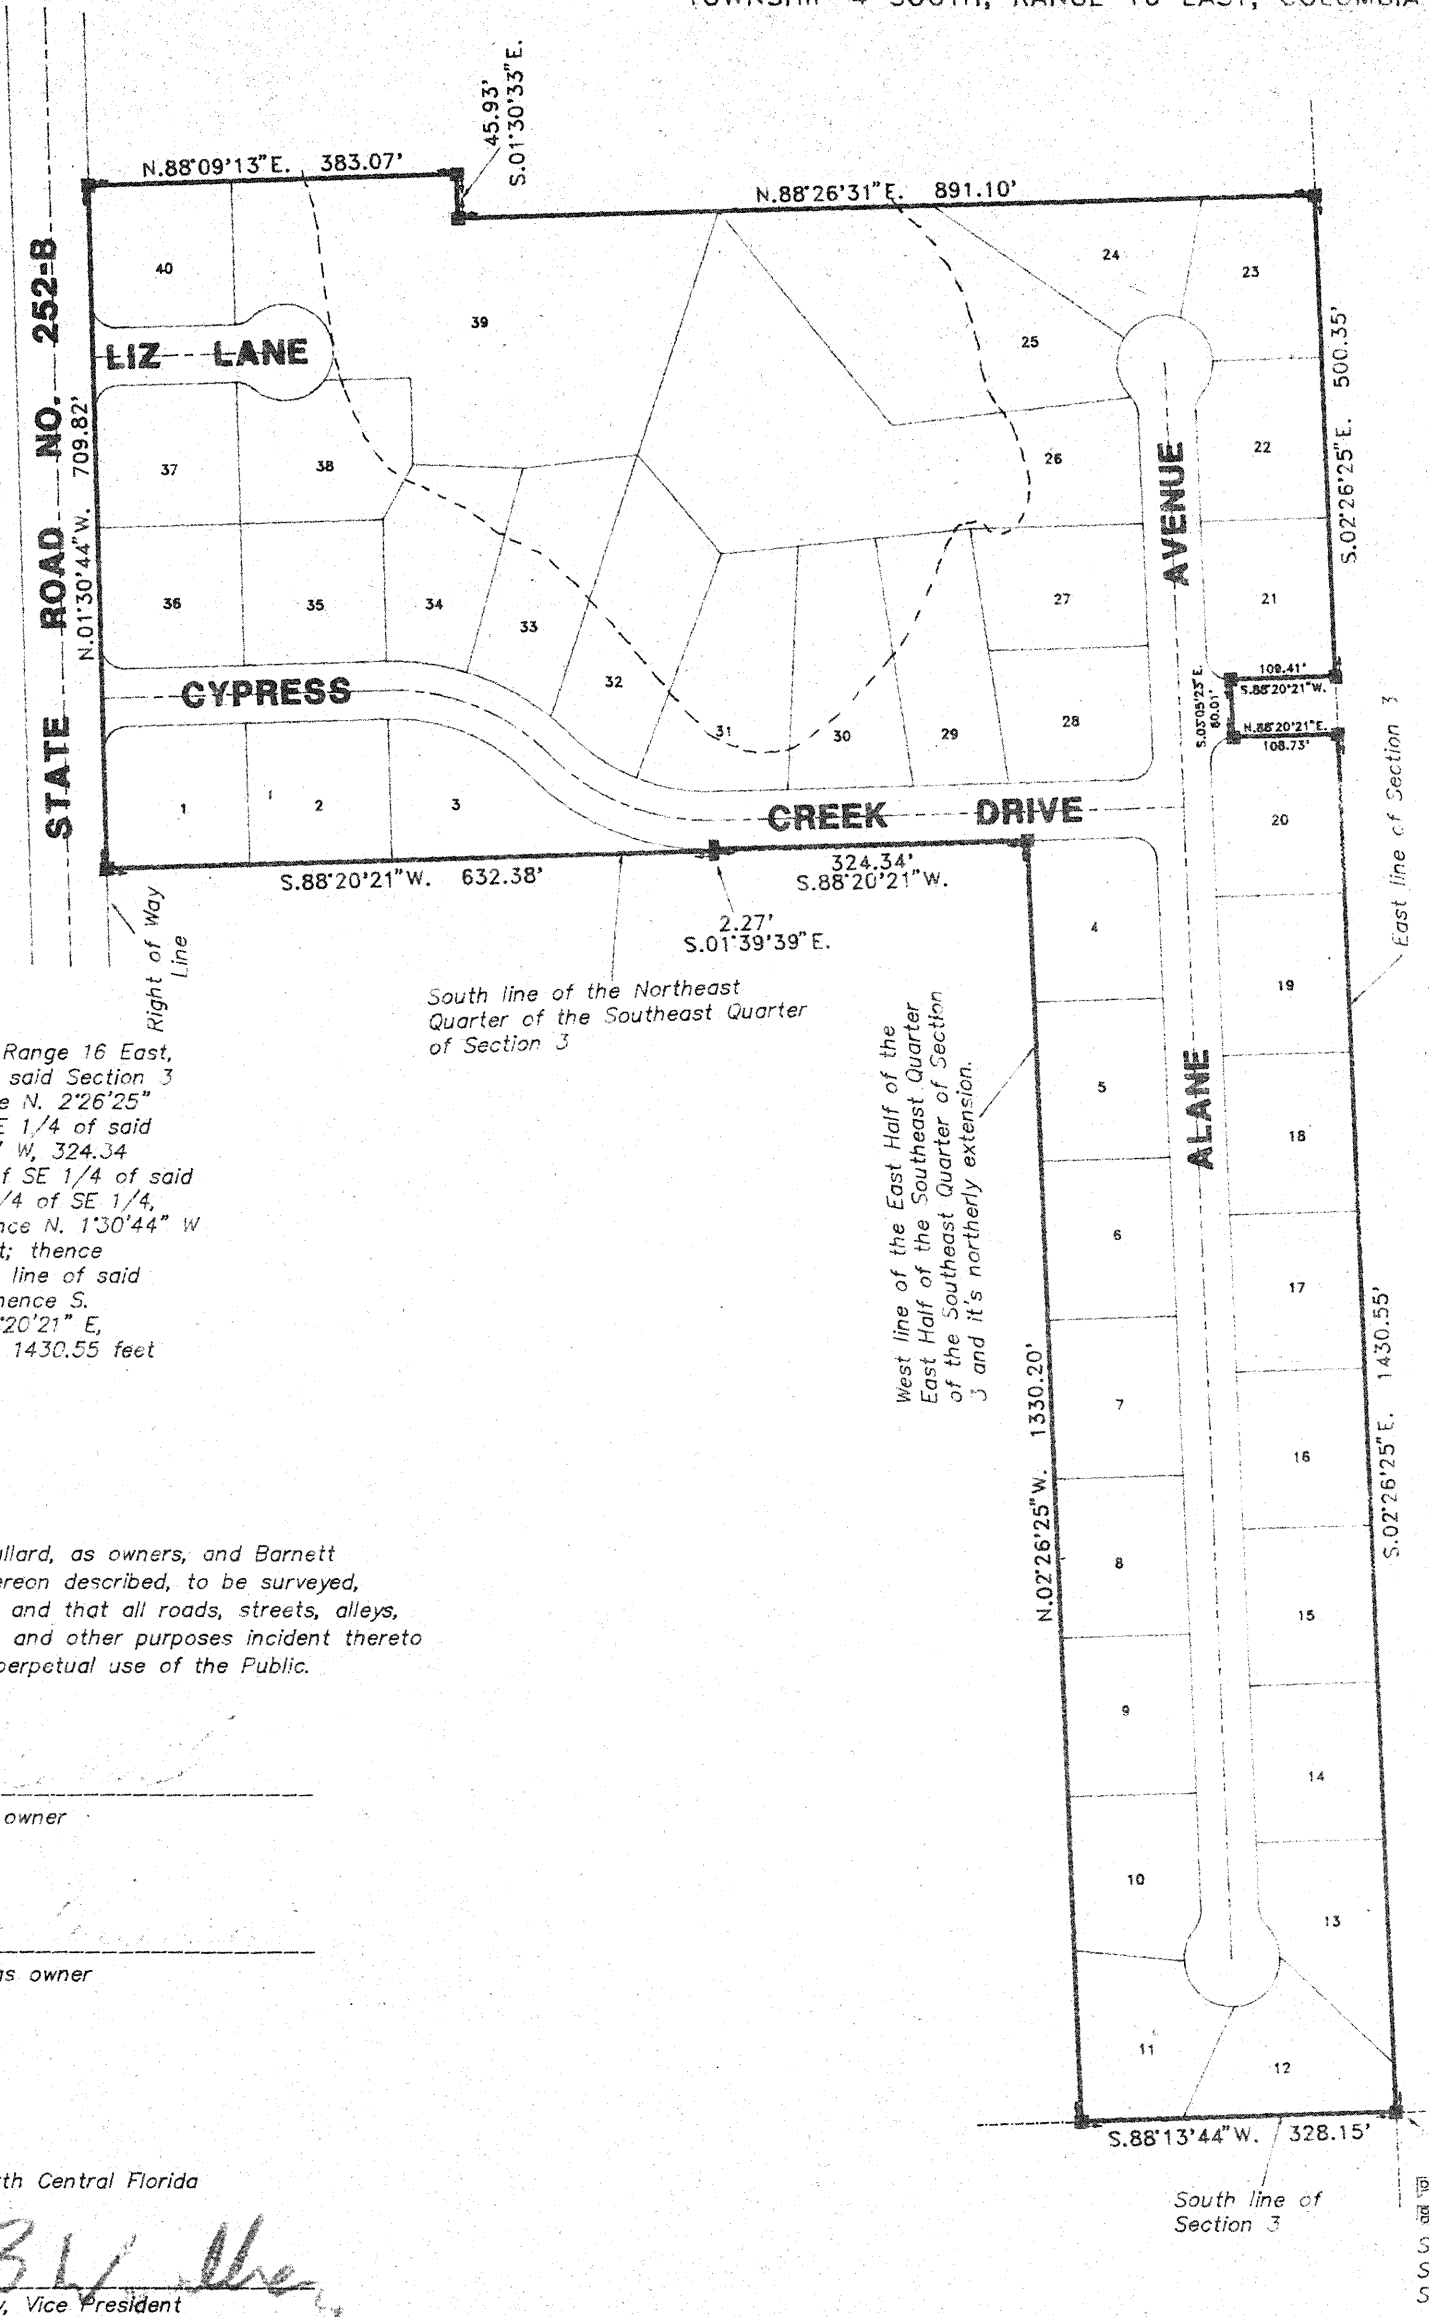 TOWNSHIP 4 SOUTH, RANGE 16 EAST, COLUMBIA
45.93'
S.01°30'33"E.
N.88°09'13"E. 383.07'
N.88°26'31"E. 891.10'
STATE ROAD NO. 252-B
N.01°30'44"W. 709.82'
40
39
24
23
25
LIZ LANE
S.02°26'25"E. 500.35'
37
38
26
22
AVENUE
36
35
34
33
27
21
32
109.41'
S.88°20'21"W.
S.03°05'23"E.
60.01'
N.88°20'21"E.
108.73'
CYPRESS
31
30
29
28
1
2
3
CREEK DRIVE
20
S.88°20'21"W. 632.38'
324.34'
S.88°20'21"W.
2.27'
S.01°39'39"E.
Right of Way
Line
South line of the Northeast
Quarter of the Southeast Quarter
of Section 3
East line of Section 3
4
19
West line of the East Half of the
East Half of the Southeast Quarter
of the Southeast Quarter of Section
3 and it's northerly extension.
5
18
ALANE
6
17
7
16
N.02°26'25"W. 1330.20'
S.02°26'25"E. 1430.55'
8
15
9
14
10
13
11
12
S.88°13'44"W. 328.15'
South line of
Section 3
Range 16 East,
said Section 3
N. 2°26'25"
1/4 of said
W, 324.34
SE 1/4 of said
/4 of SE 1/4,
nce N. 1°30'44" W
t; thence
line of said
hence S.
°20'21" E,
1430.55 feet
llard, as owners, and Barnett
ereon described, to be surveyed,
and that all roads, streets, alleys,
and other purposes incident thereto
perpetual use of the Public.
owner
as owner
rth Central Florida
y, Vice President
S
S
S